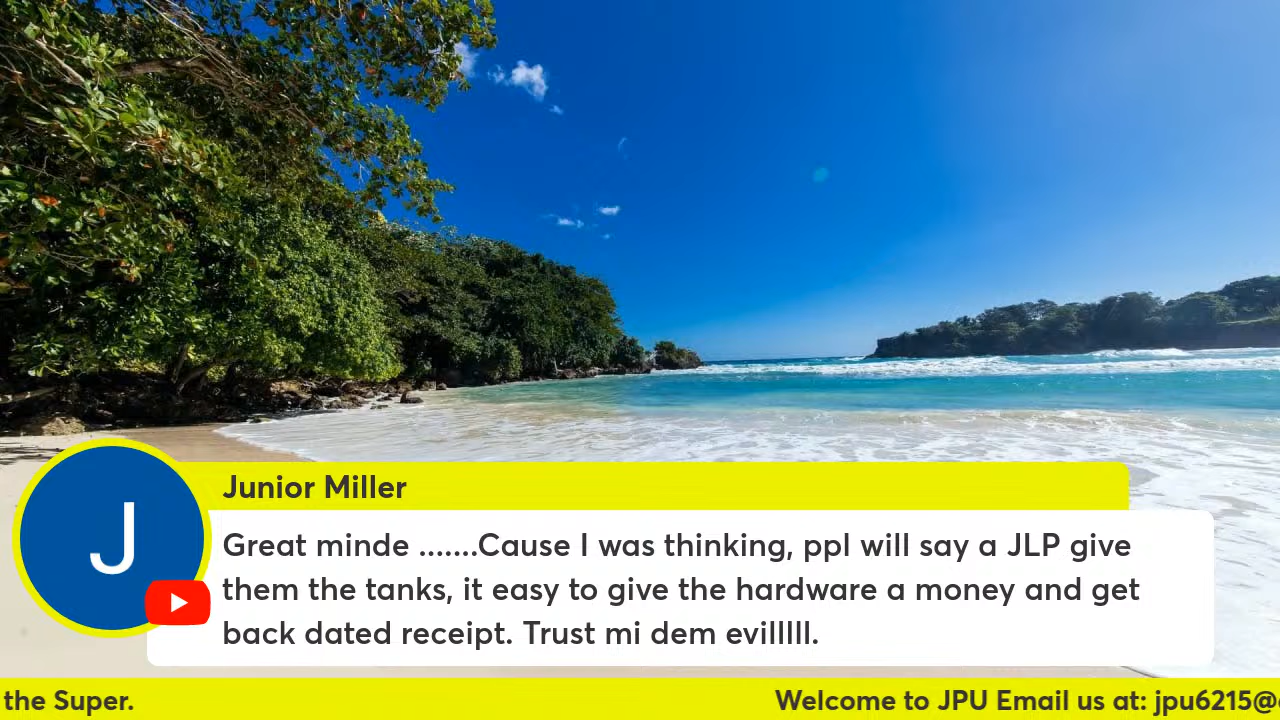 J
Junior Miller
Great minde .......Cause I was thinking, ppl will say a JLP give
them the tanks, it easy to give the hardware a money and get
back dated receipt. Trust mi dem evilllll.
the Super. Welcome to JPU Email us at: jpu6215@